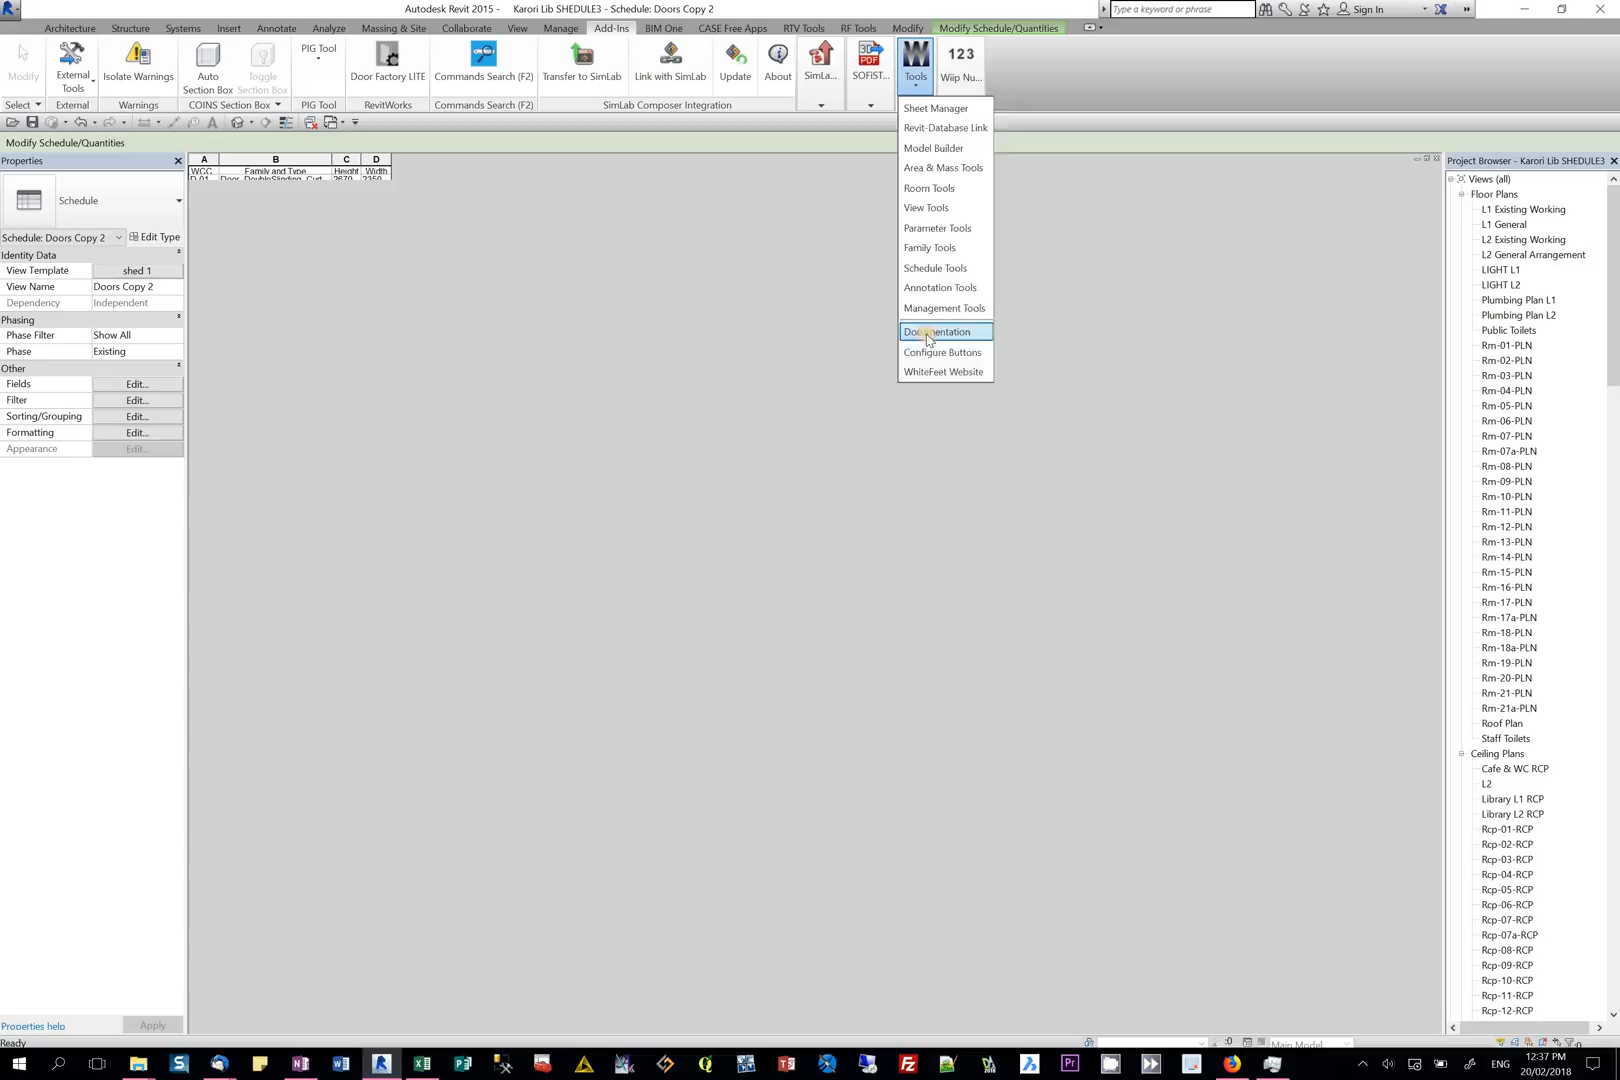 Autodesk Revit 2015 - Karori Lib SHEDULE3 - Schedule: Doors Copy 2
Type a keyword or phrase
Sign In
Architecture Structure Systems Insert Annotate Analyze Massing & Site Collaborate View Manage Add-Ins BIM One CASE Free Apps RTV Tools RF Tools Modify Modify Schedule/Quantities
Modify
External Tools
Isolate Warnings
Auto Section Box
Toggle Section Box
PIG Tool
Door Factory LITE
Commands Search (F2)
Transfer to SimLab
Link with SimLab
Update
About
SimLa...
SOFiST...
Tools
123
Wiip Nu...
Select
External
Warnings
COINS Section Box
PIG Tool
RevitWorks
Commands Search (F2)
SimLab Composer Integration
Sheet Manager
Revit-Database Link
Model Builder
Area & Mass Tools
Room Tools
View Tools
Parameter Tools
Family Tools
Schedule Tools
Annotation Tools
Management Tools
Documentation
Configure Buttons
WhiteFeet Website
Modify Schedule/Quantities
Properties
Schedule
Schedule: Doors Copy 2
Edit Type
Identity Data
View Template shed 1
View Name Doors Copy 2
Dependency Independent
Phasing
Phase Filter Show All
Phase Existing
Other
Fields Edit...
Filter Edit...
Sorting/Grouping Edit...
Formatting Edit...
Appearance Edit...
Properties help
Apply
A B C D
WCC Family and Type Height Width
D-01 Door_DoubleSlinding_Curt 2670 2350
Project Browser - Karori Lib SHEDULE3
Views (all)
Floor Plans
L1 Existing Working
L1 General
L2 Existing Working
L2 General Arrangement
LIGHT L1
LIGHT L2
Plumbing Plan L1
Plumbing Plan L2
Public Toilets
Rm-01-PLN
Rm-02-PLN
Rm-03-PLN
Rm-04-PLN
Rm-05-PLN
Rm-06-PLN
Rm-07-PLN
Rm-07a-PLN
Rm-08-PLN
Rm-09-PLN
Rm-10-PLN
Rm-11-PLN
Rm-12-PLN
Rm-13-PLN
Rm-14-PLN
Rm-15-PLN
Rm-16-PLN
Rm-17-PLN
Rm-17a-PLN
Rm-18-PLN
Rm-18a-PLN
Rm-19-PLN
Rm-20-PLN
Rm-21-PLN
Rm-21a-PLN
Roof Plan
Staff Toilets
Ceiling Plans
Cafe & WC RCP
L2
Library L1 RCP
Library L2 RCP
Rcp-01-RCP
Rcp-02-RCP
Rcp-03-RCP
Rcp-04-RCP
Rcp-05-RCP
Rcp-06-RCP
Rcp-07-RCP
Rcp-07a-RCP
Rcp-08-RCP
Rcp-09-RCP
Rcp-10-RCP
Rcp-11-RCP
Rcp-12-RCP
Ready
:0
Main Model
:0
ENG
12:37 PM
20/02/2018